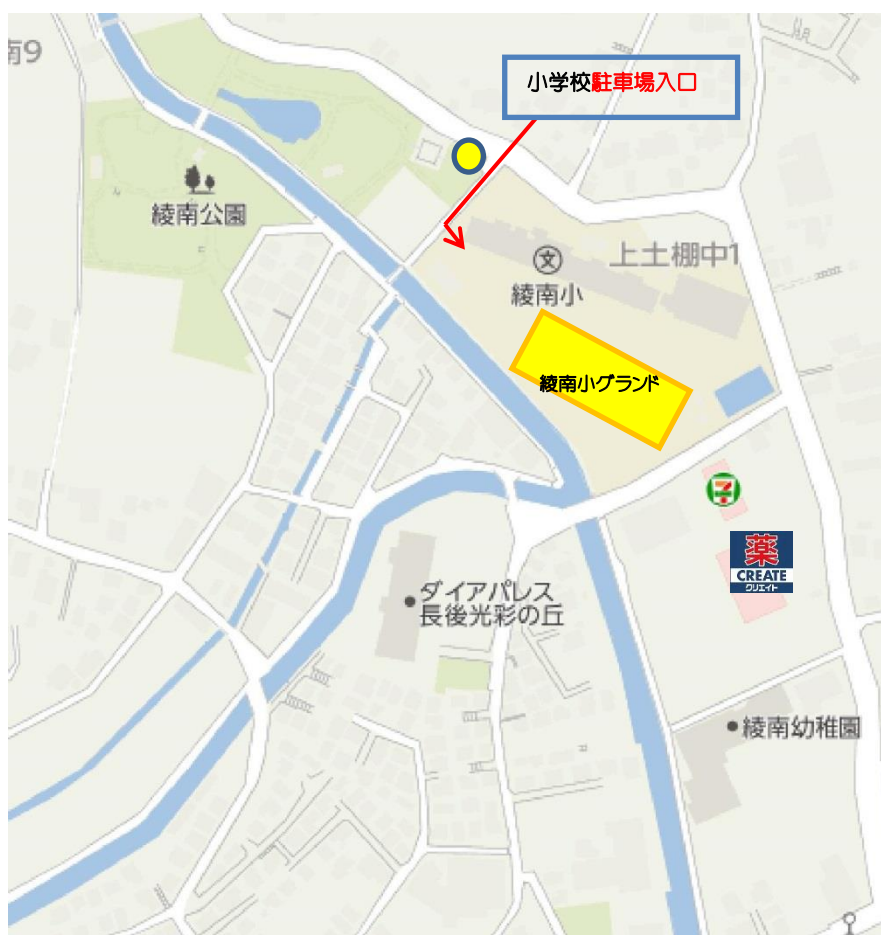 南9
小学校駐車場入口
綾南公園
文
上土棚中1
綾南小
綾南小グランド
7
薬
CREATE
クリエイト
ダイアパレス
長後光彩の丘
綾南幼稚園